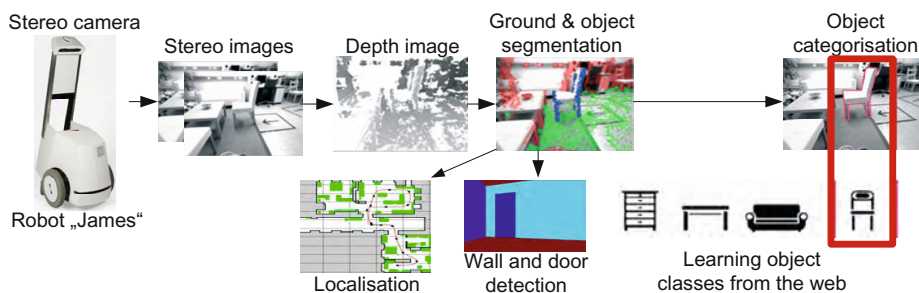 Stereo camera
Stereo images
Depth image
Ground & object
segmentation
Object
categorisation
Robot „James“
Localisation
Wall and door
detection
Learning object
classes from the web